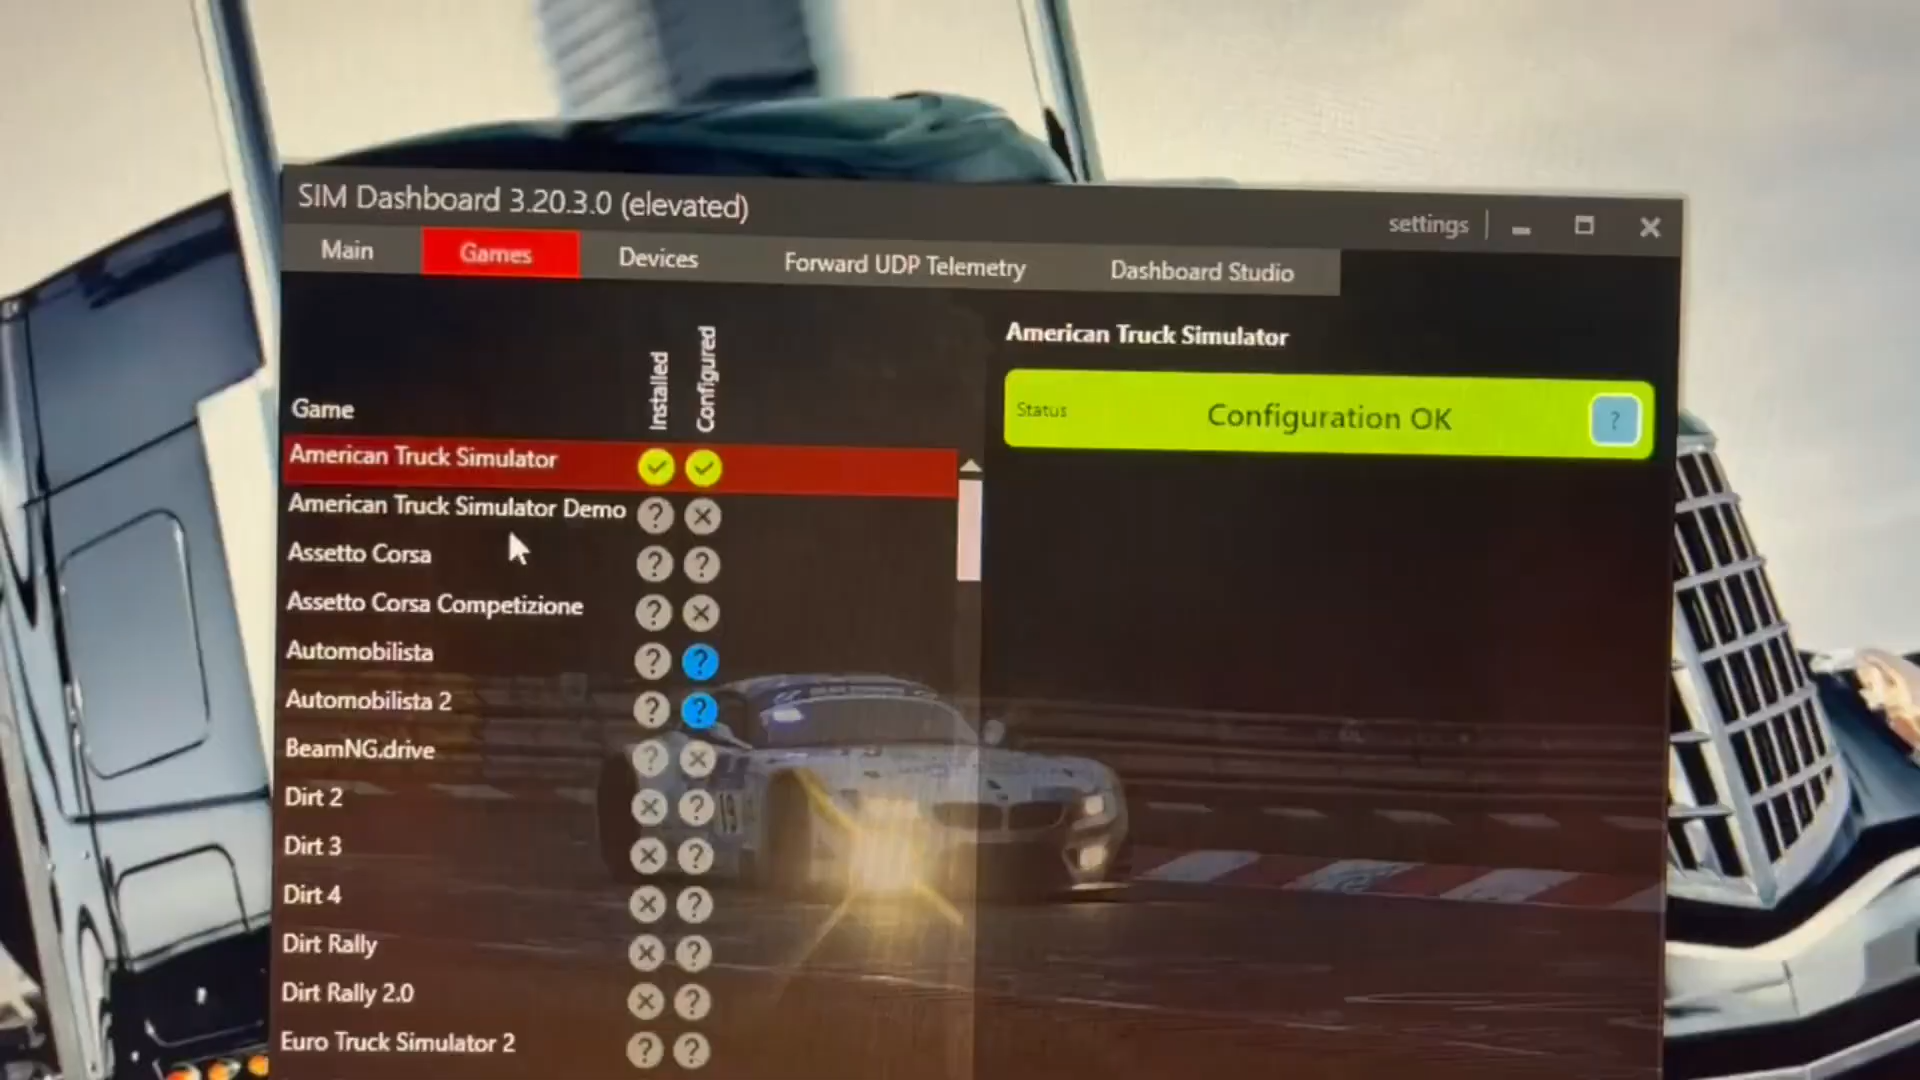 SIM Dashboard 3.20.3.0 (elevated)
settings
Main
Games
Devices
Forward UDP Telemetry
Dashboard Studio
American Truck Simulator
Status
Configuration OK
?
Game
Installed
Configured
American Truck Simulator
American Truck Simulator Demo
? 
Assetto Corsa
? ?
Assetto Corsa Competizione
?
Automobilista
? ?
Automobilista 2
? ?
BeamNG.drive
?
Dirt 2
?
Dirt 3
?
Dirt 4
?
Dirt Rally
?
Dirt Rally 2.0
?
Euro Truck Simulator 2
? ?
19